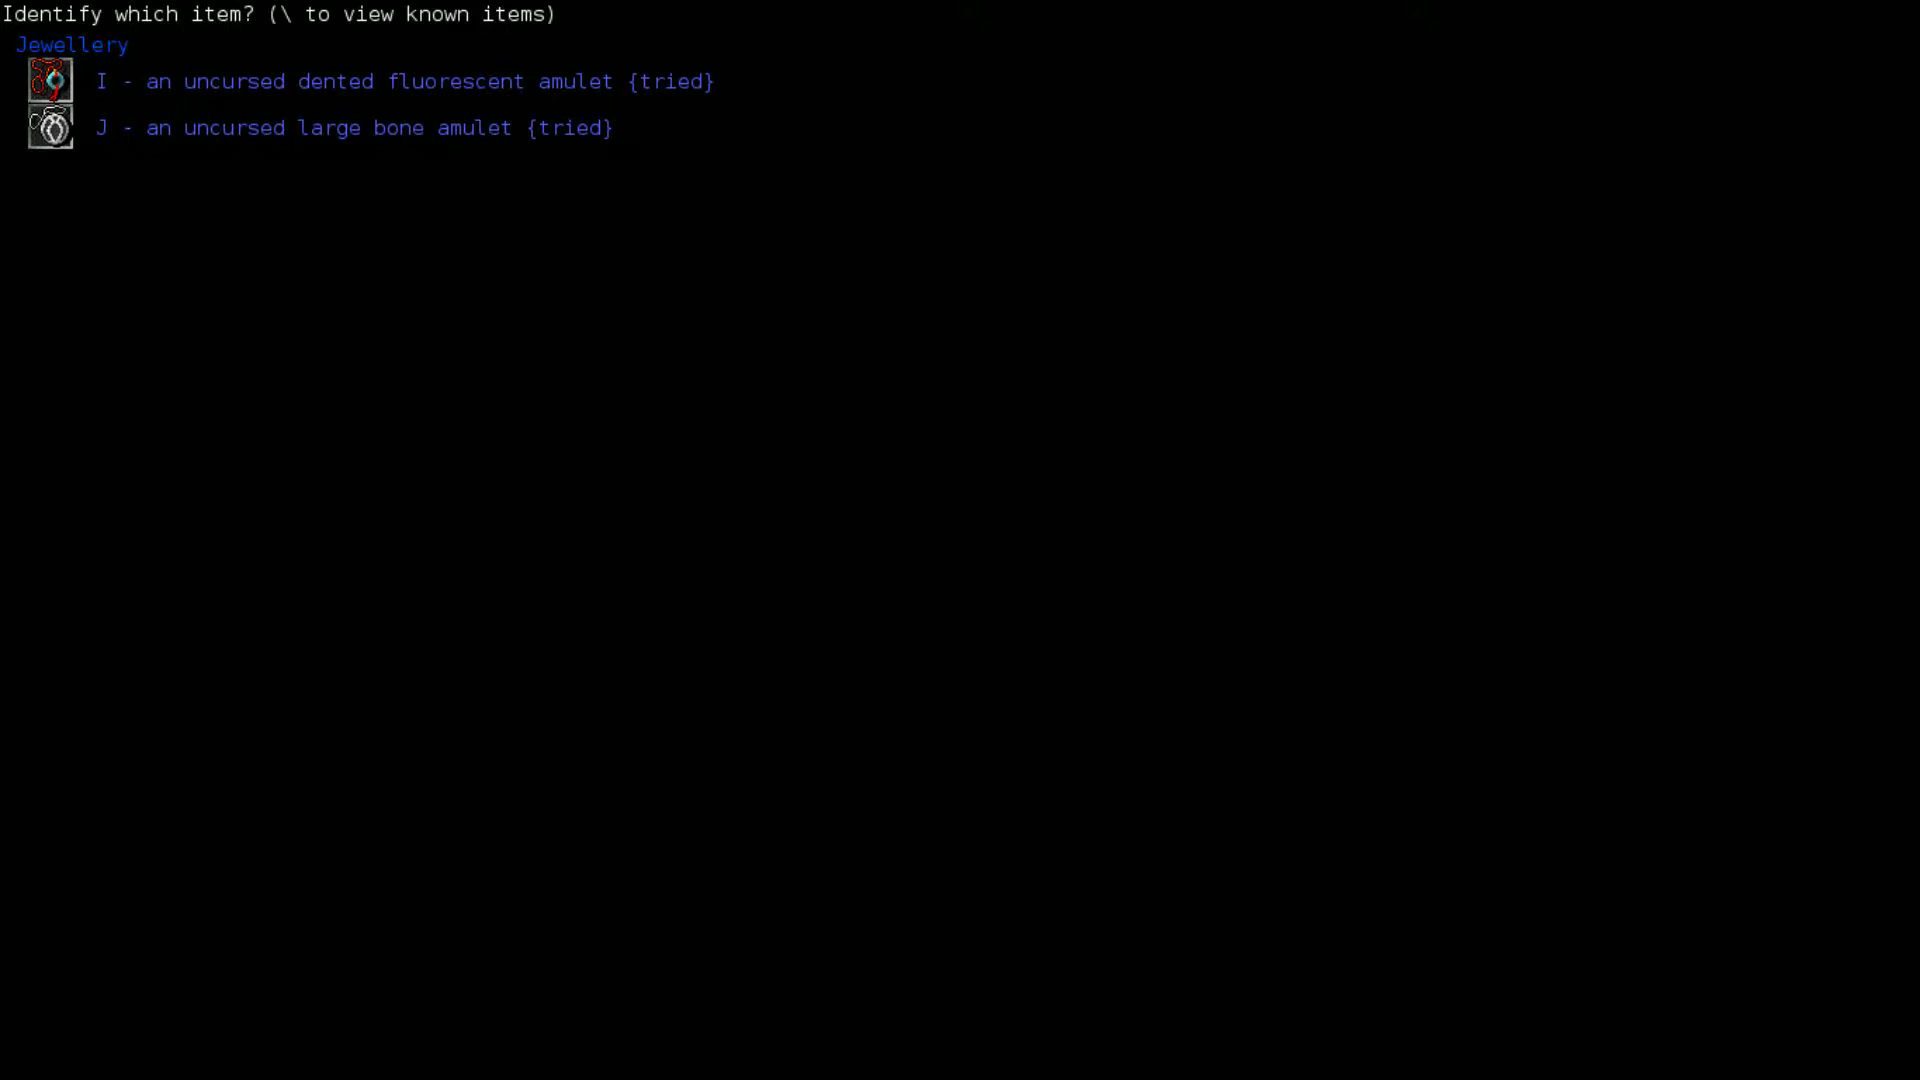 Identify which item? (\ to view known items)
Jewellery
I - an uncursed dented fluorescent amulet {tried}
J - an uncursed large bone amulet {tried}